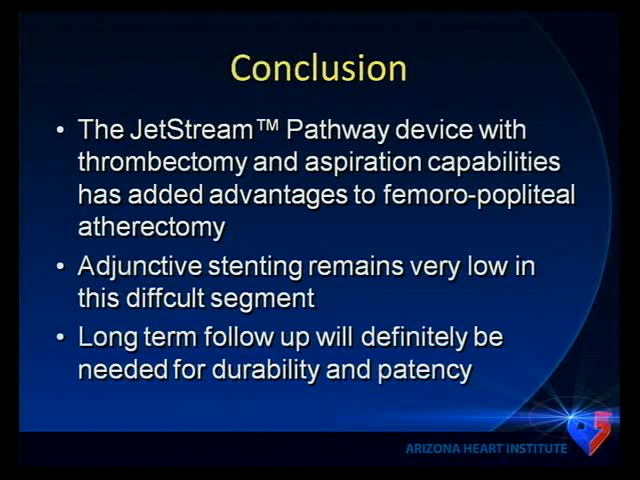 Conclusion
• The JetStream™ Pathway device with
thrombectomy and aspiration capabilities
has added advantages to femoro-popliteal
atherectomy
• Adjunctive stenting remains very low in
this diffcult segment
• Long term follow up will definitely be
needed for durability and patency
ARIZONA HEART INSTITUTE